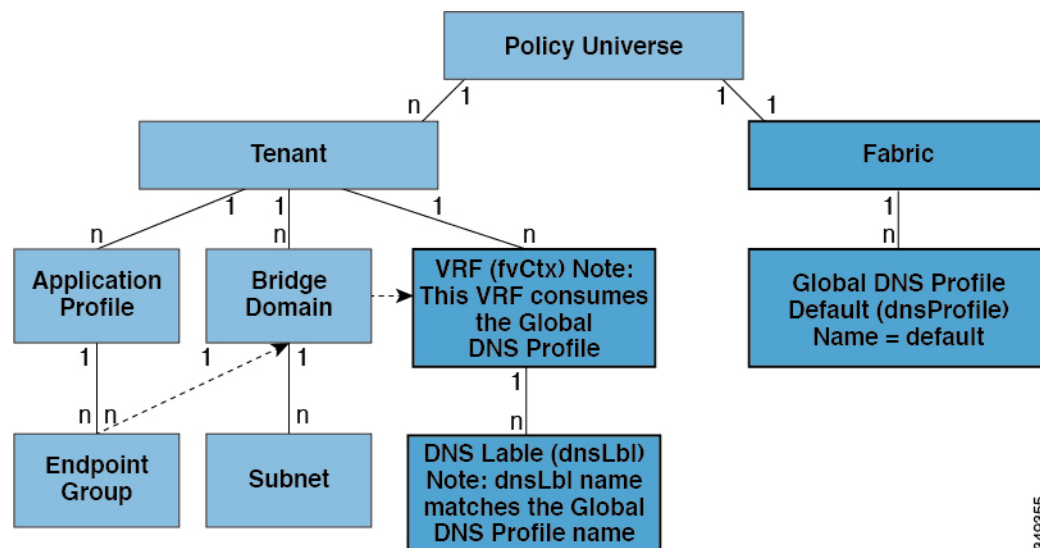 Policy Universe
n
1
1
1
Tenant
Fabric
1
1
1
1
n
n
n
n
Application
Profile
Bridge
Domain
VRF (fvCtx) Note:
This VRF consumes
the Global
DNS Profile
Global DNS Profile
Default (dnsProfile)
Name = default
1
1
1
1
n
n
n
n
Endpoint
Group
Subnet
DNS Lable (dnsLbl)
Note: dnsLbl name
matches the Global
DNS Profile name
349355